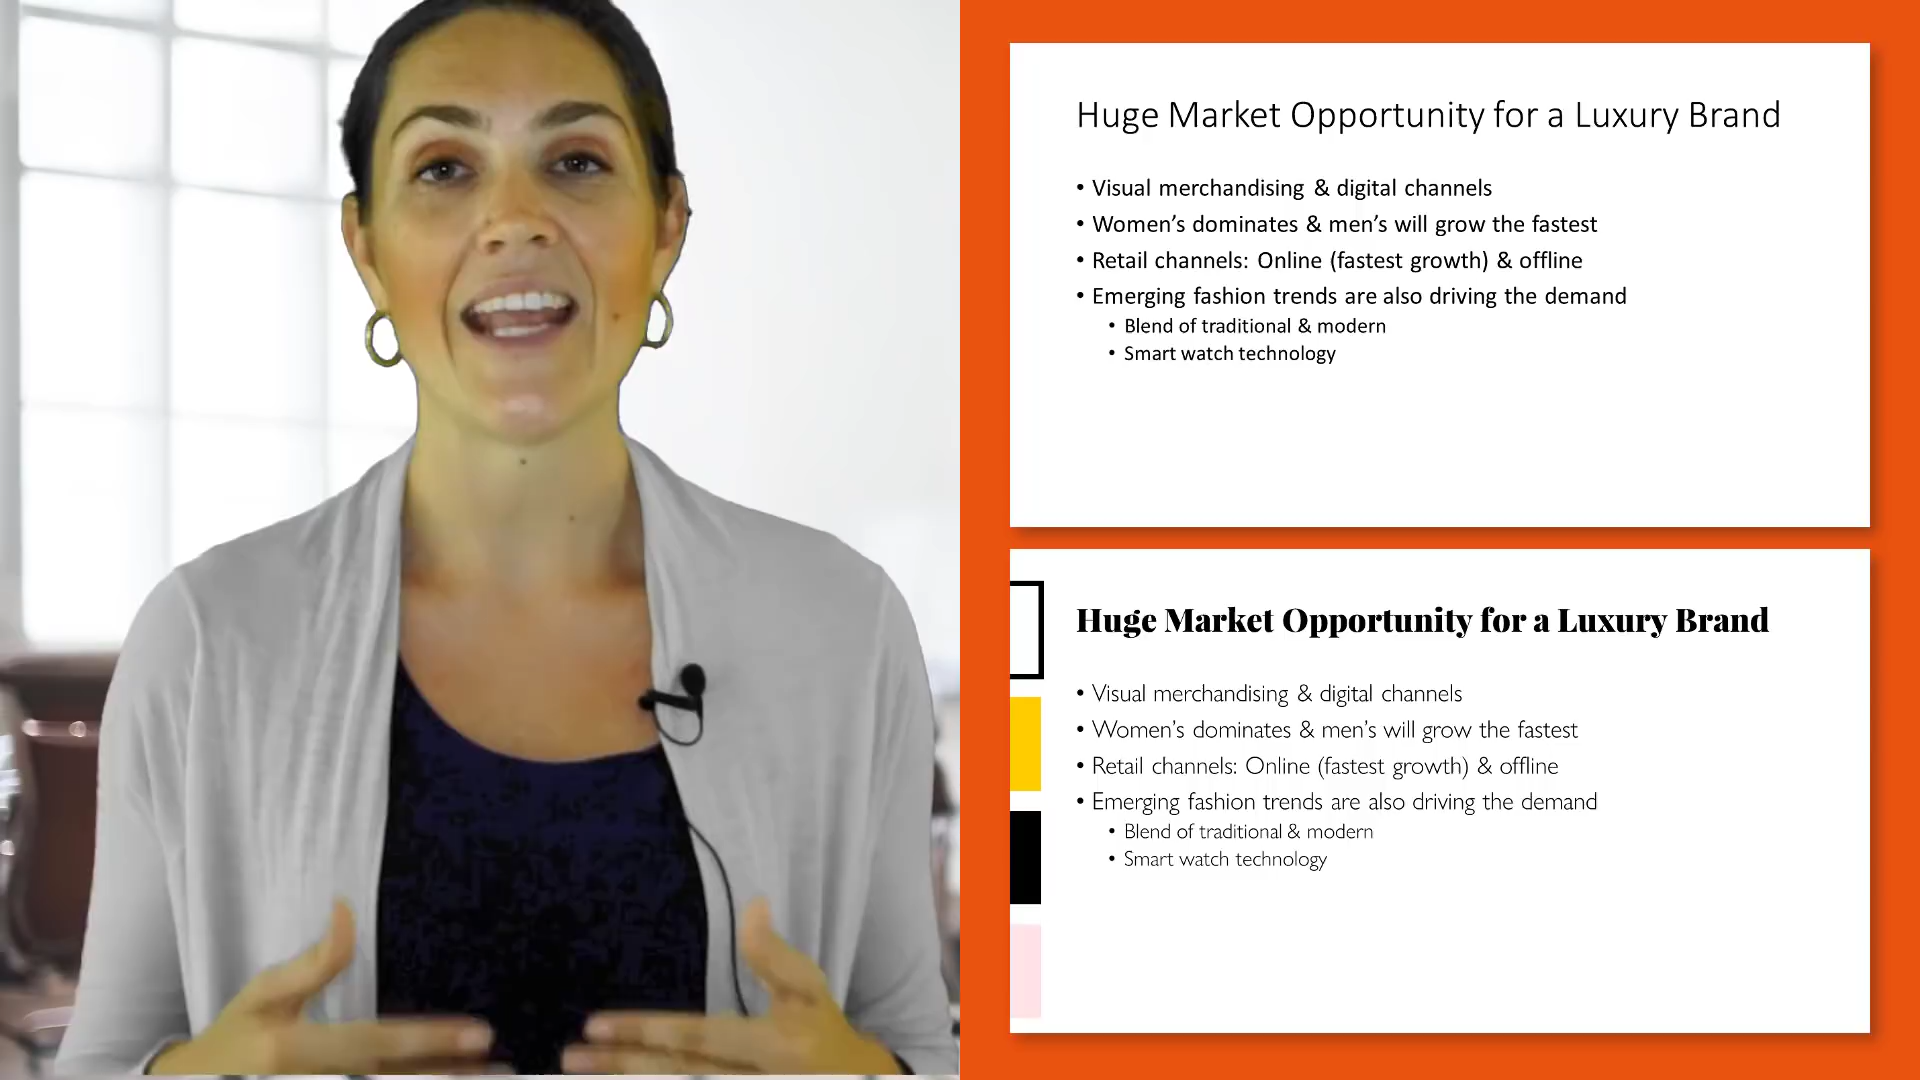 Huge Market Opportunity for a Luxury Brand
• Visual merchandising & digital channels
• Women’s dominates & men’s will grow the fastest
• Retail channels: Online (fastest growth) & offline
• Emerging fashion trends are also driving the demand
• Blend of traditional & modern
• Smart watch technology
Huge Market Opportunity for a Luxury Brand
• Visual merchandising & digital channels
• Women’s dominates & men’s will grow the fastest
• Retail channels: Online (fastest growth) & offline
• Emerging fashion trends are also driving the demand
• Blend of traditional & modern
• Smart watch technology